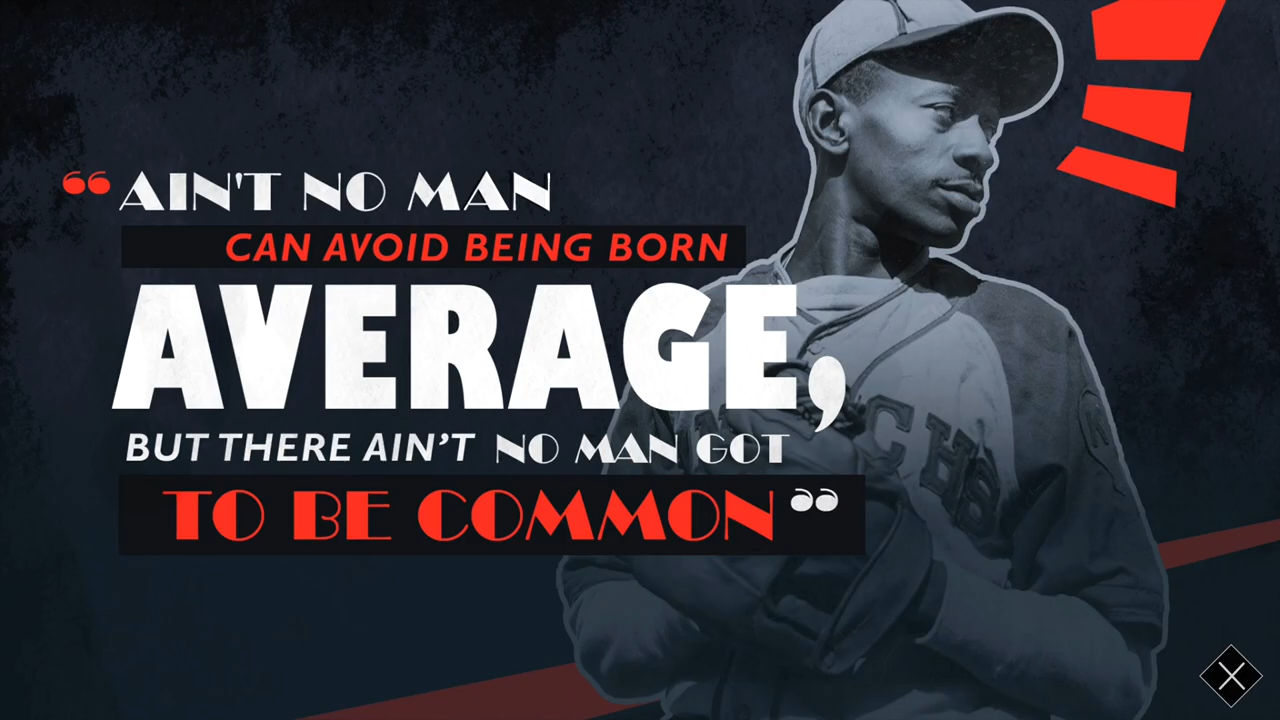 “AIN'T NO MAN
CAN AVOID BEING BORN
AVERAGE,
BUT THERE AIN’T NO MAN GOT
TO BE COMMON”